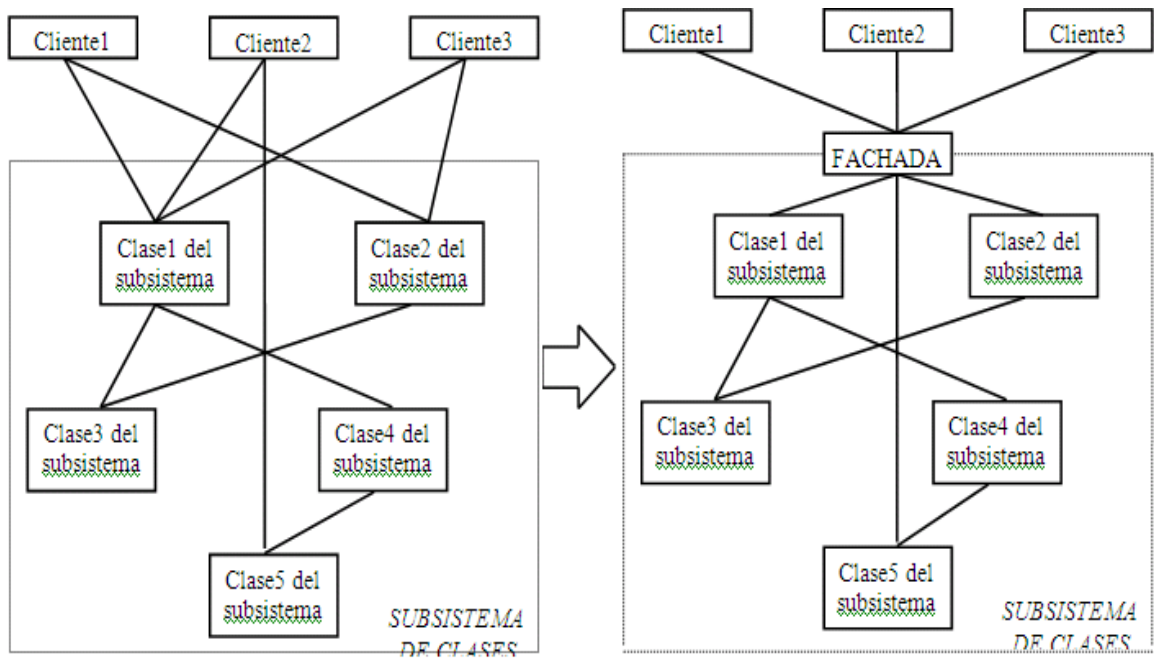 Cliente1
Cliente2
Cliente3
Clase1 del
subsistema
Clase2 del
subsistema
Clase3 del
subsistema
Clase4 del
subsistema
Clase5 del
subsistema
SUBSISTEMA
DE CLASES
Cliente1
Cliente2
Cliente3
FACHADA
Clase1 del
subsistema
Clase2 del
subsistema
Clase3 del
subsistema
Clase4 del
subsistema
Clase5 del
subsistema
SUBSISTEMA
DE CLASES